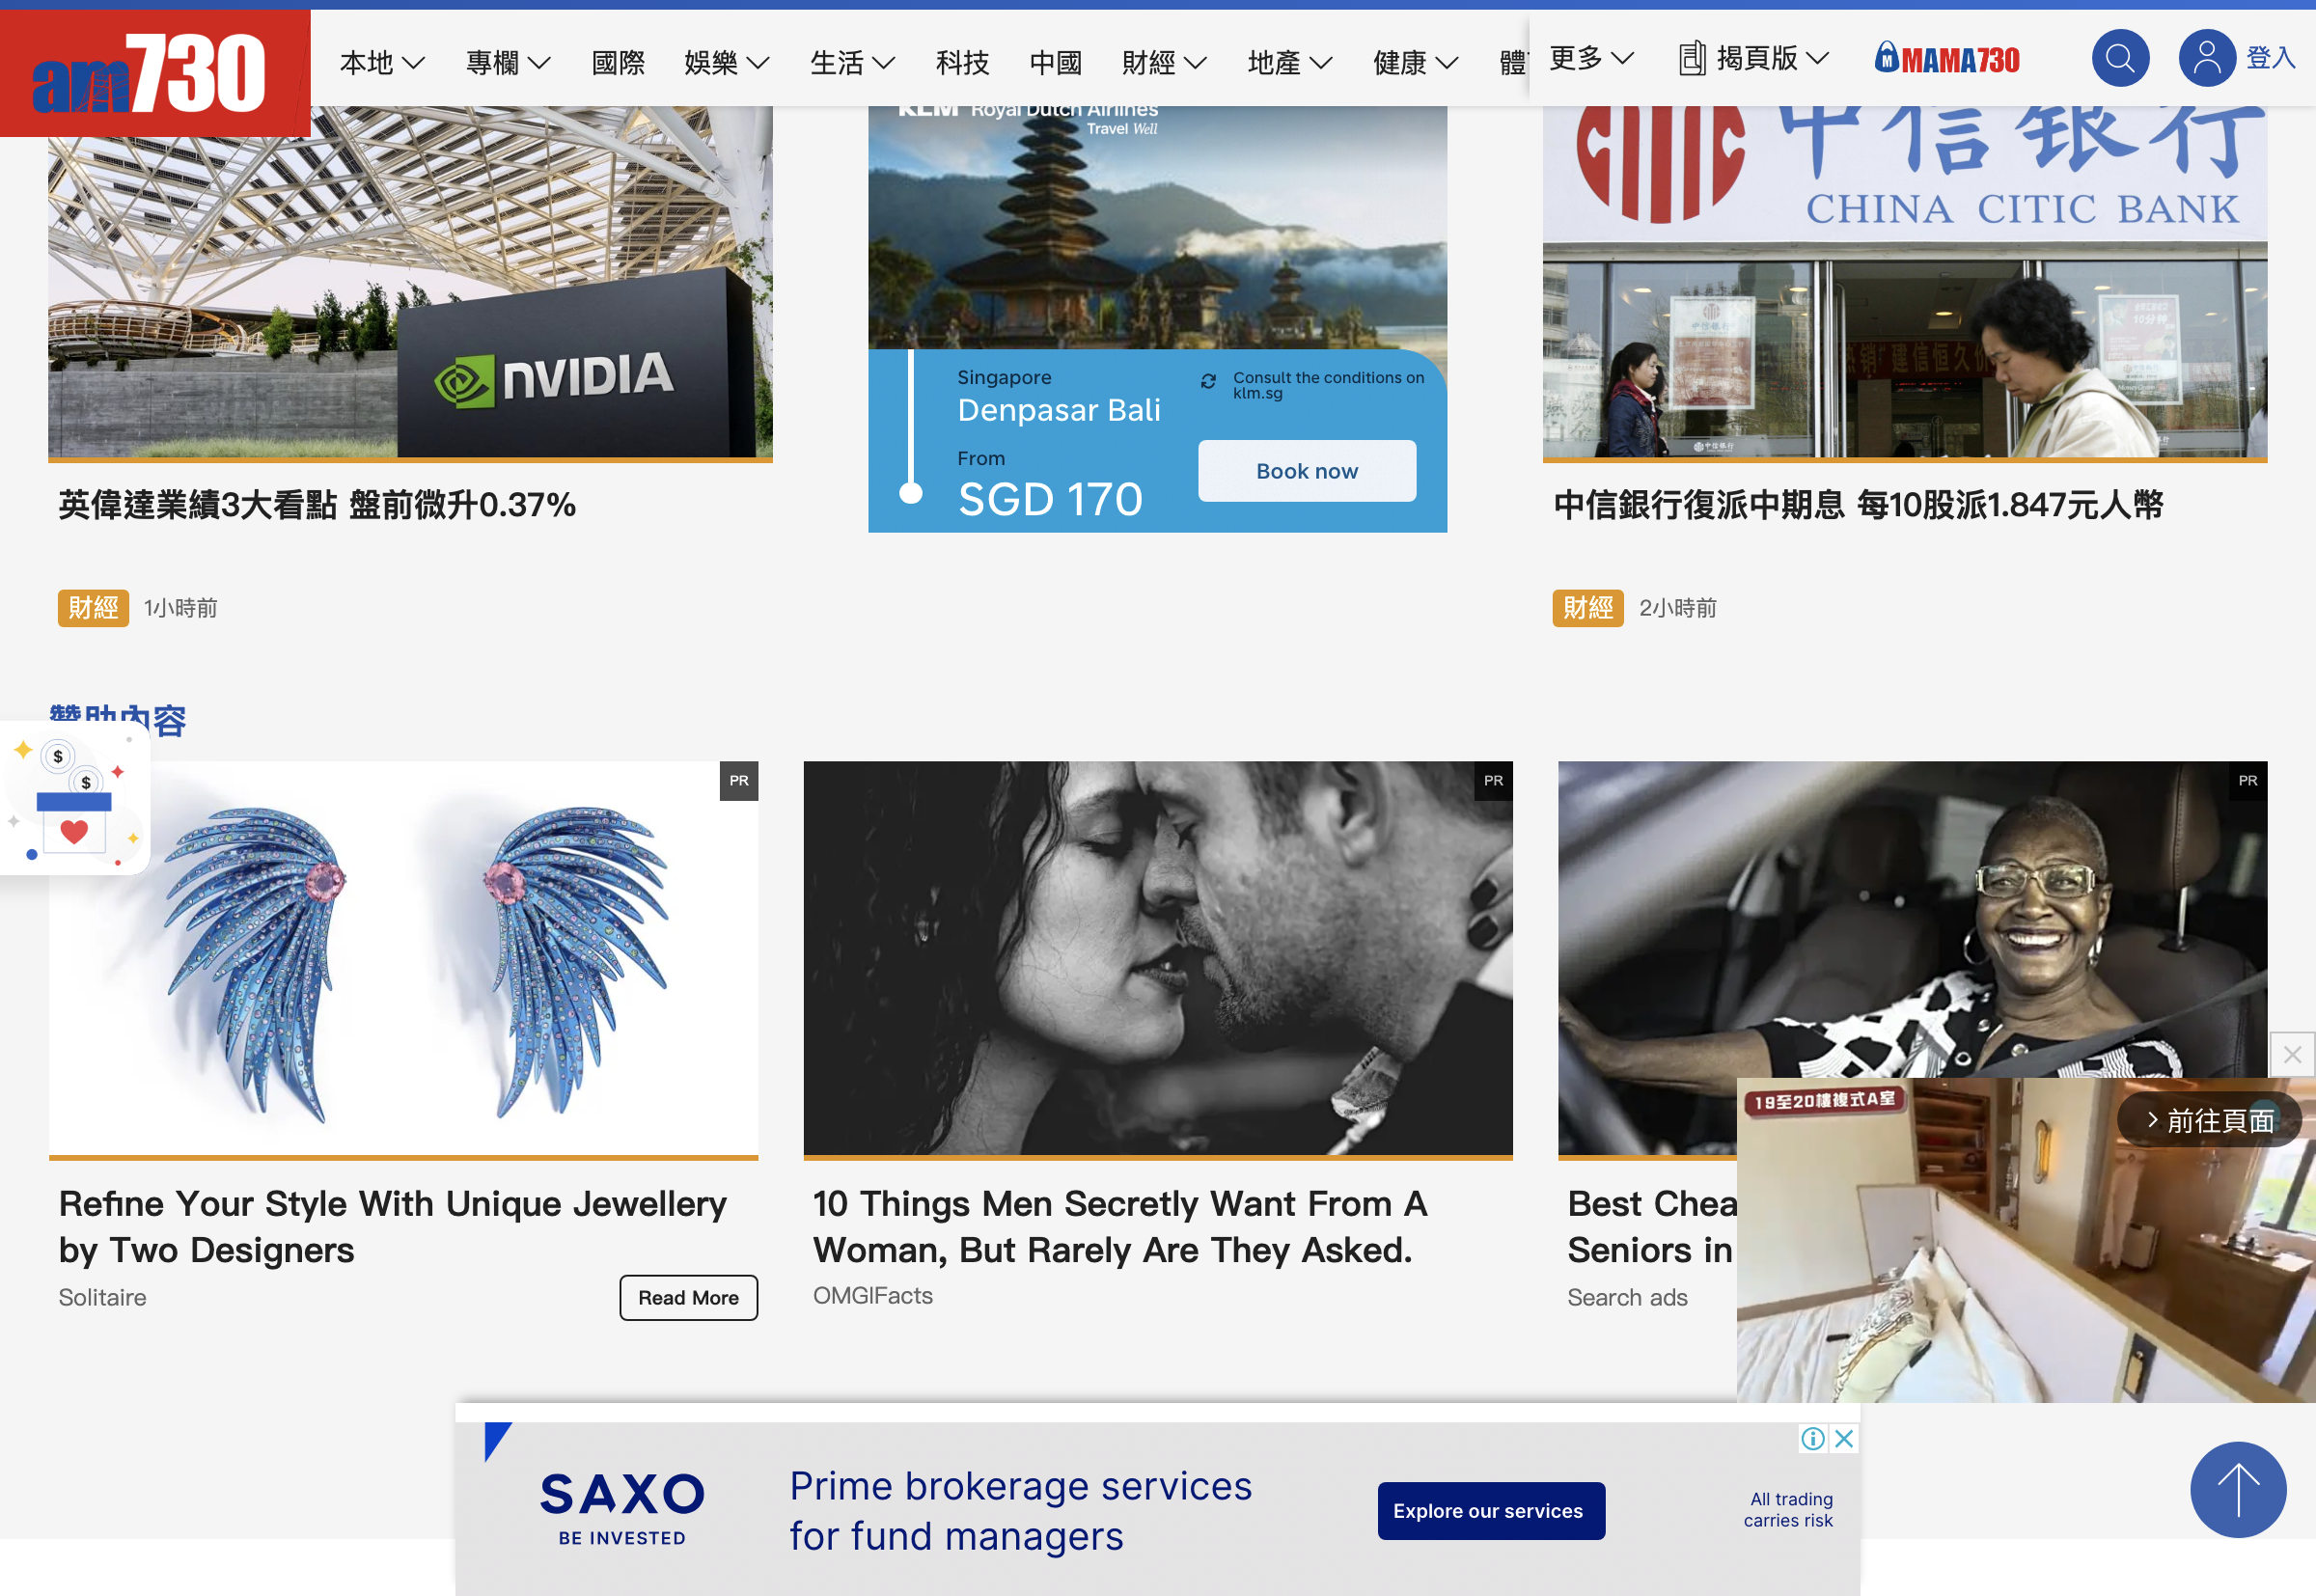 am730
本地
專欄
國際
娛樂
生活
科技
中國
財經
地產
健康
更多
揭頁版
MAMA730
登入
NVIDIA
KLM Royal Dutch Airlines
Travel Well
Singapore
Denpasar Bali
From
SGD 170
Consult the conditions on
klm.sg
Book now
中信银行
CHINA CITIC BANK
中信银行
英偉達業績3大看點 盤前微升0.37%
財經 1小時前
中信銀行復派中期息 每10股派1.847元人幣
財經 2小時前
贊助內容
$
$
PR
PR
PR
Refine Your Style With Unique Jewellery
by Two Designers
Solitaire
Read More
10 Things Men Secretly Want From A
Woman, But Rarely Are They Asked.
OMGIFacts
Best Chea
Seniors in
Search ads
19至20樓複式A室
前往頁面
SAXO
BE INVESTED
Prime brokerage services
for fund managers
Explore our services
All trading
carries risk